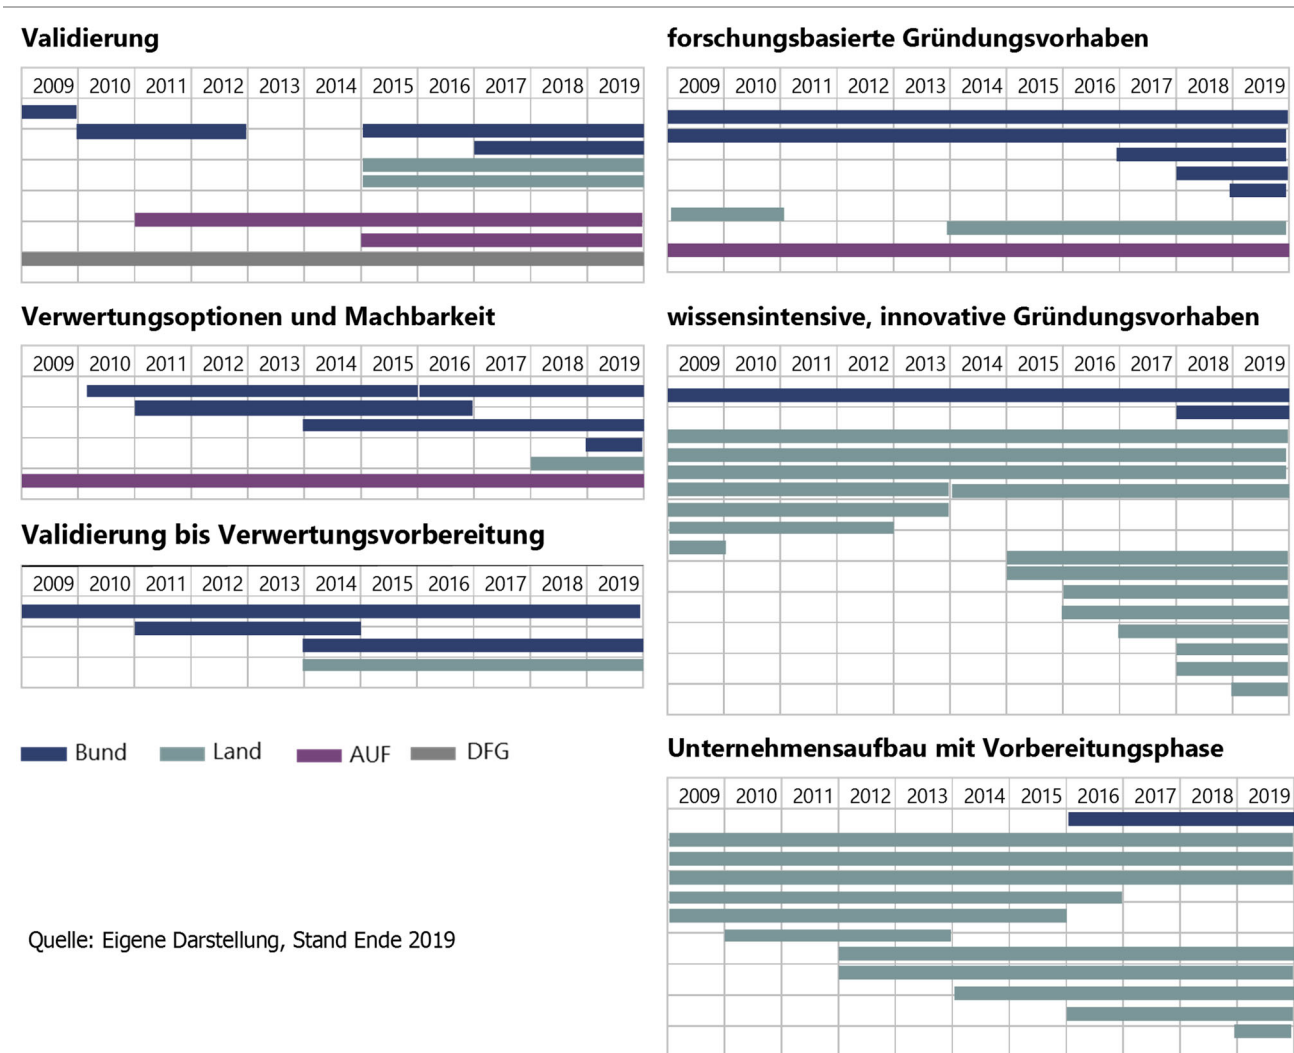 Validierung
2009 2010 2011 2012 2013 2014 2015 2016 2017 2018 2019
Verwertungsoptionen und Machbarkeit
2009 2010 2011 2012 2013 2014 2015 2016 2017 2018 2019
Validierung bis Verwertungsvorbereitung
2009 2010 2011 2012 2013 2014 2015 2016 2017 2018 2019
Bund Land AUF DFG
Quelle: Eigene Darstellung, Stand Ende 2019
forschungsbasierte Gründungsvorhaben
2009 2010 2011 2012 2013 2014 2015 2016 2017 2018 2019
wissensintensive, innovative Gründungsvorhaben
2009 2010 2011 2012 2013 2014 2015 2016 2017 2018 2019
Unternehmensaufbau mit Vorbereitungsphase
2009 2010 2011 2012 2013 2014 2015 2016 2017 2018 2019